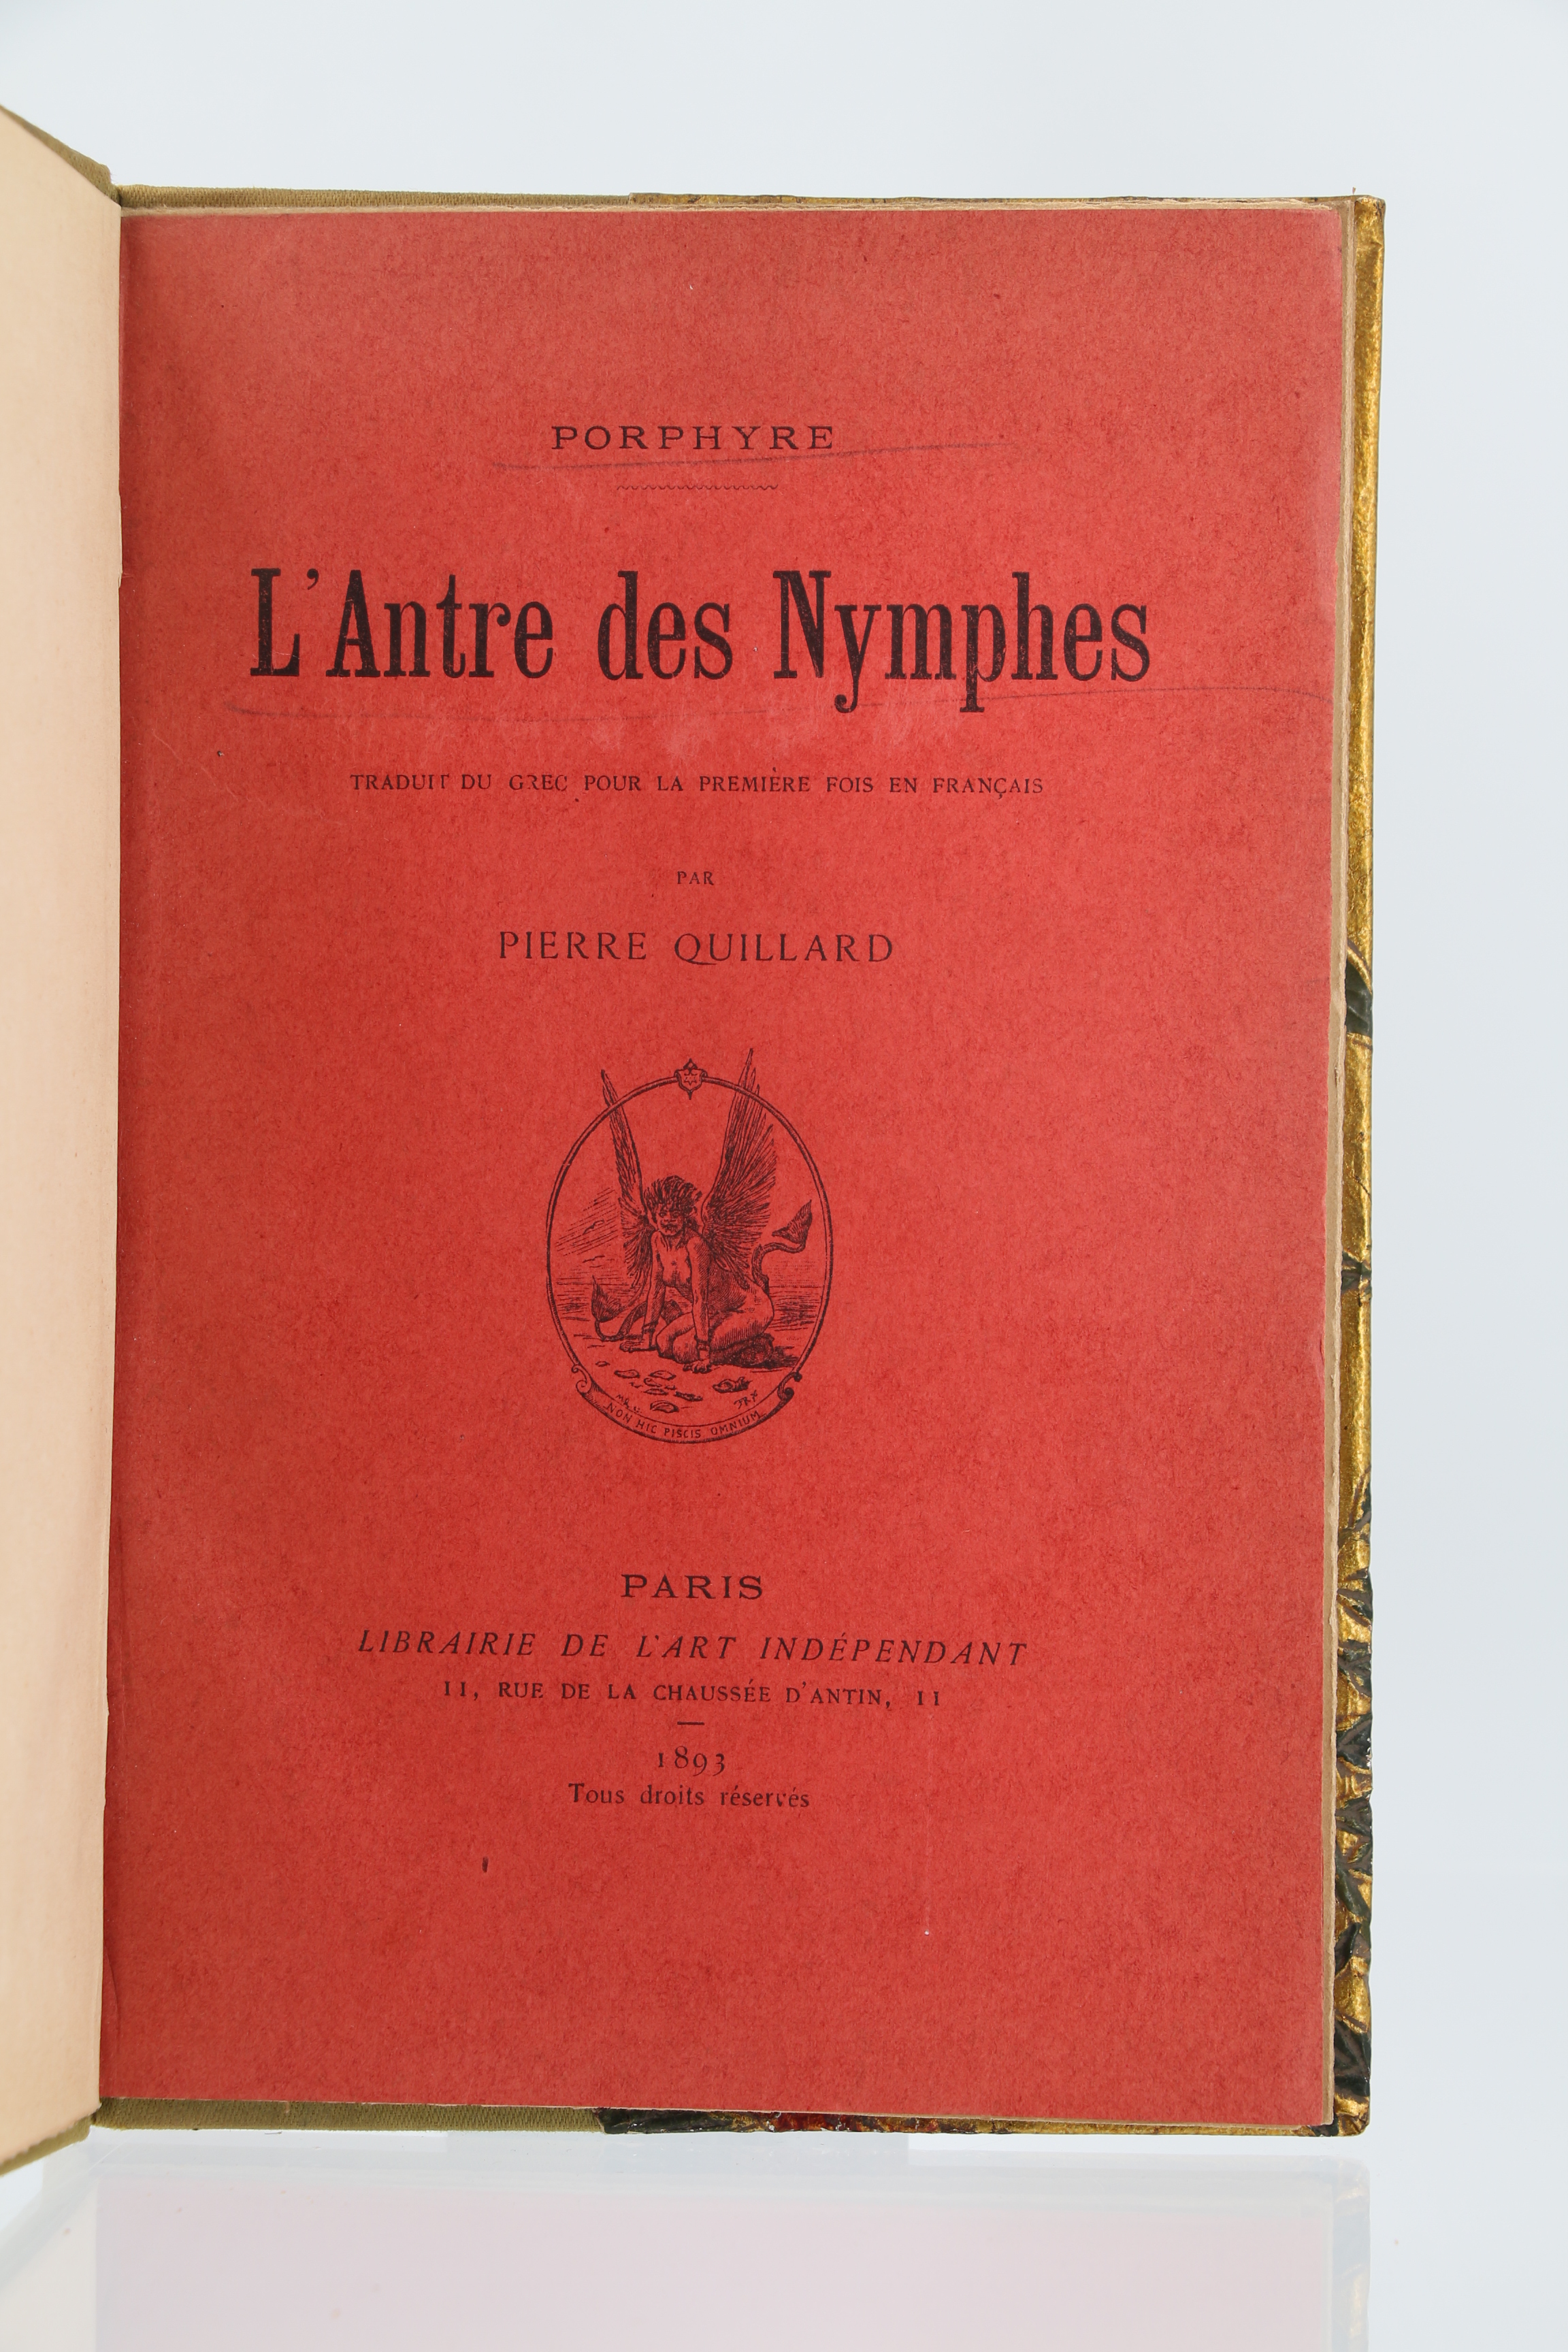 PORPHYRE
L'Antre des Nymphes
TRADUIT DU GREC POUR LA PREMIÈRE FOIS EN FRANÇAIS
PAR
PIERRE QUILLARD
NON HIC PISCIS OMNIUM
PARIS
LIBRAIRIE DE L'ART INDÉPENDANT
11, RUE DE LA CHAUSSÉE D'ANTIN, 11
1893
Tous droits réservés